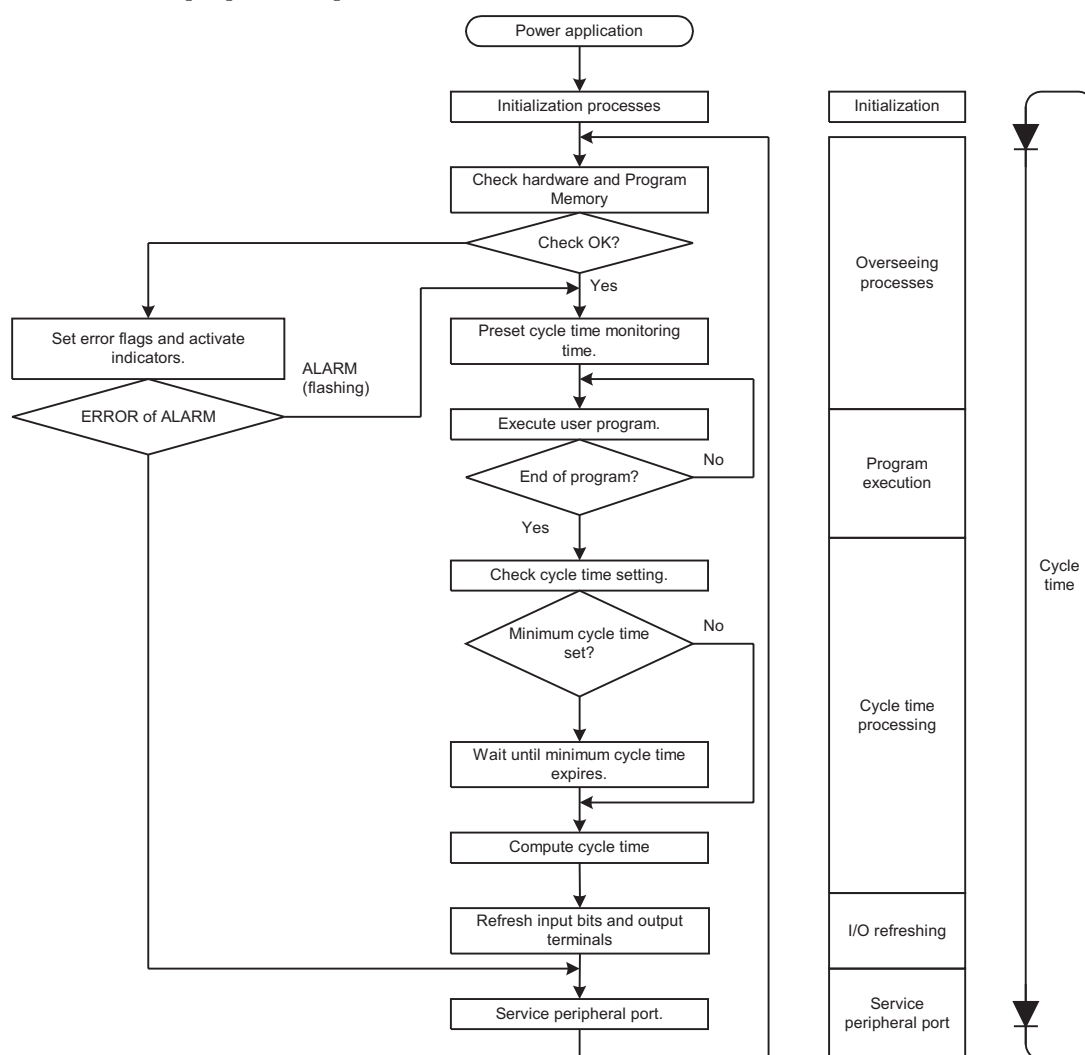 Power application
Initialization processes
Initialization
Check hardware and Program
Memory
Check OK?
Yes
Overseeing
processes
Set error flags and activate
indicators.
Preset cycle time monitoring
time.
ALARM
(flashing)
ERROR of ALARM
Execute user program.
No
End of program?
Program
execution
Yes
Check cycle time setting.
Cycle
time
No
Minimum cycle time
set?
Cycle time
processing
Wait until minimum cycle time
expires.
Compute cycle time
Refresh input bits and output
terminals
I/O refreshing
Service peripheral port.
Service
peripheral port